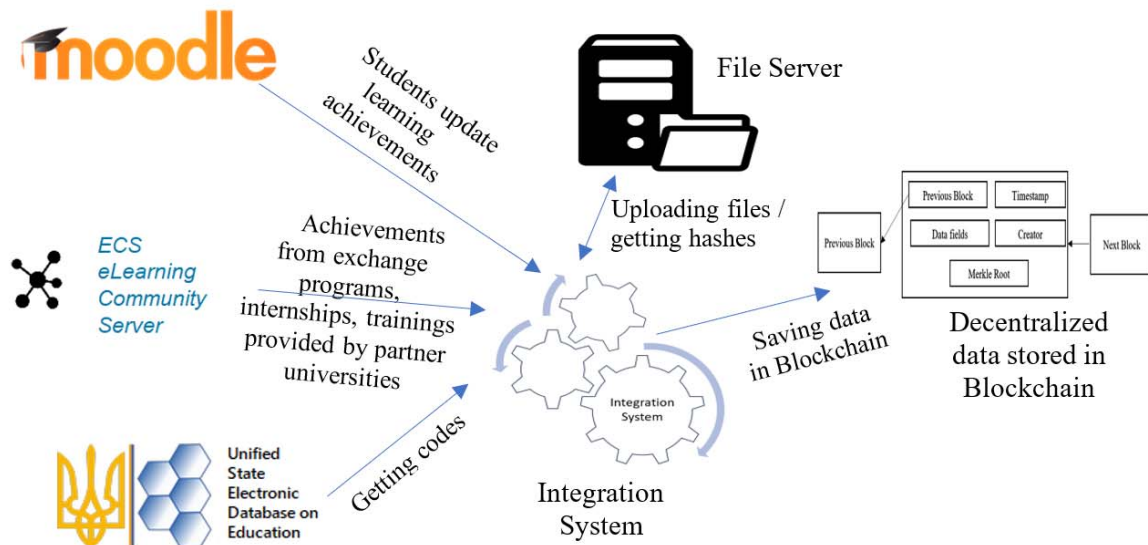 moodle
Students update
learning
achievements
File Server
Uploading files /
getting hashes
ECS
eLearning
Community
Server
Achievements
from exchange
programs,
internships, trainings
provided by partner
universities
Unified
State
Electronic
Database on
Education
Getting codes
Integration
System
Integration
System
Saving data
in Blockchain
Previous Block
Previous Block
Timestamp
Data fields
Creator
Merkle Root
Next Block
Decentralized
data stored in
Blockchain